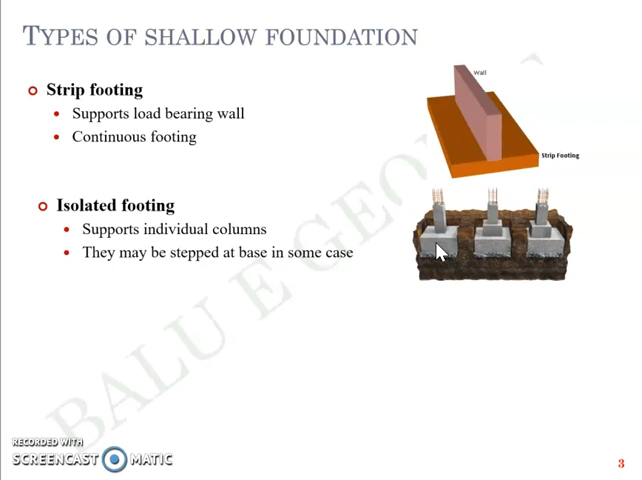 TYPES OF SHALLOW FOUNDATION
Strip footing
Supports load bearing wall
Continuous footing
Wall
Strip Footing
Isolated footing
Supports individual columns
They may be stepped at base in some case
BALU E GEO
RECORDED WITH
SCREENCAST MATIC
3